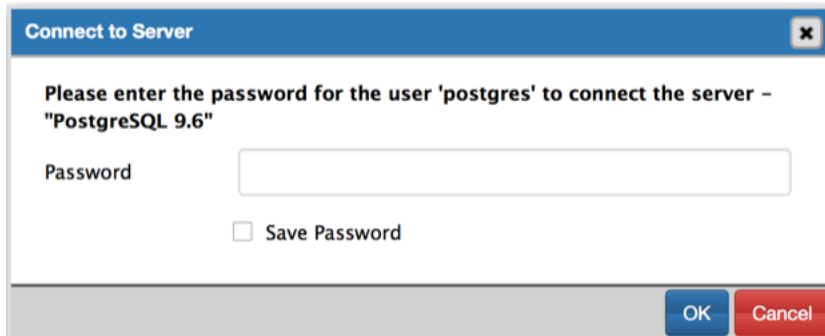 Connect to Server
Please enter the password for the user 'postgres' to connect the server –
"PostgreSQL 9.6"
Password
Save Password
OK
Cancel